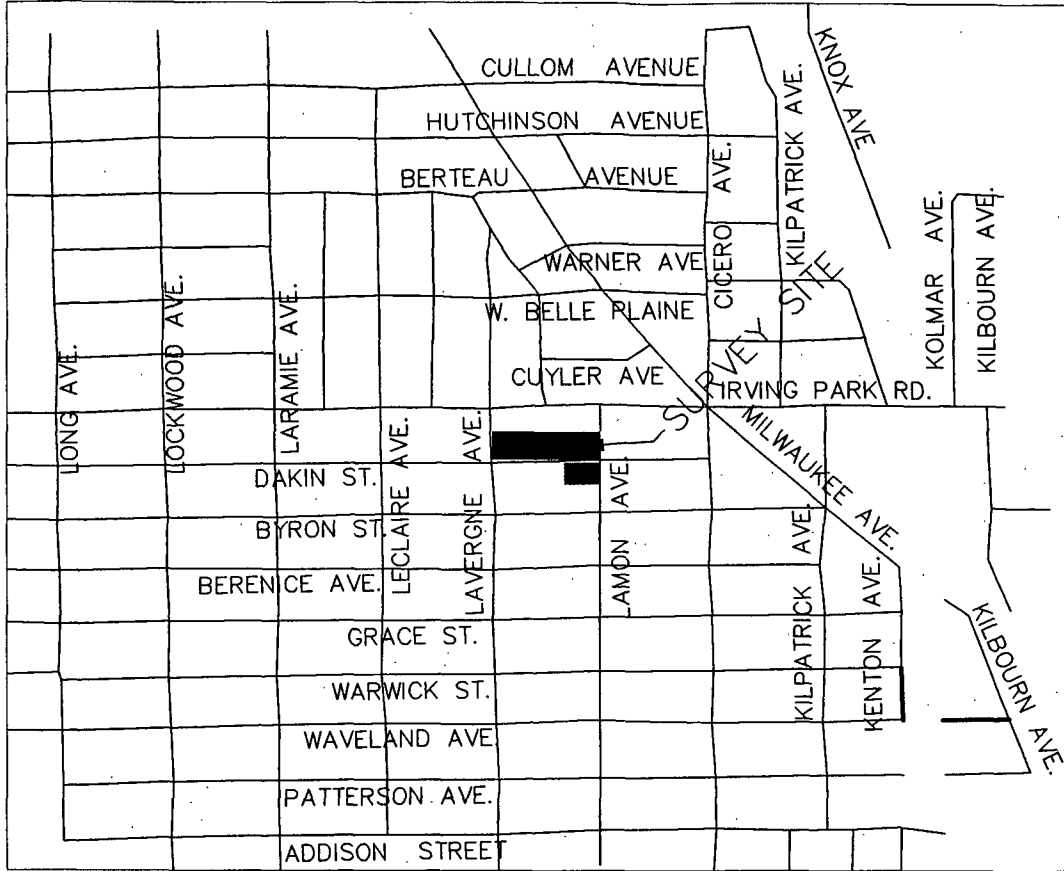 CULLOM AVENUE
HUTCHINSON AVENUE
BERTEAU AVENUE
WARNER AVE
W. BELLE PLAINE
CUYLER AVE
IRVING PARK RD.
CICERO AVE.
KILPATRICK AVE.
KNOX AVE
KOLMAR AVE.
KILBOURN AVE.
SURVEY SITE
MILWAUKEE AVE.
LONG AVE.
LOCKWOOD AVE.
LARAMIE AVE.
LECLAIRE AVE.
LAVERGNE AVE.
LAMON AVE.
KILPATRICK AVE.
KENTON AVE.
KILBOURN AVE.
DAKIN ST.
BYRON ST.
BERENICE AVE.
GRACE ST.
WARWICK ST.
WAVELAND AVE
PATTERSON AVE.
ADDISON STREET